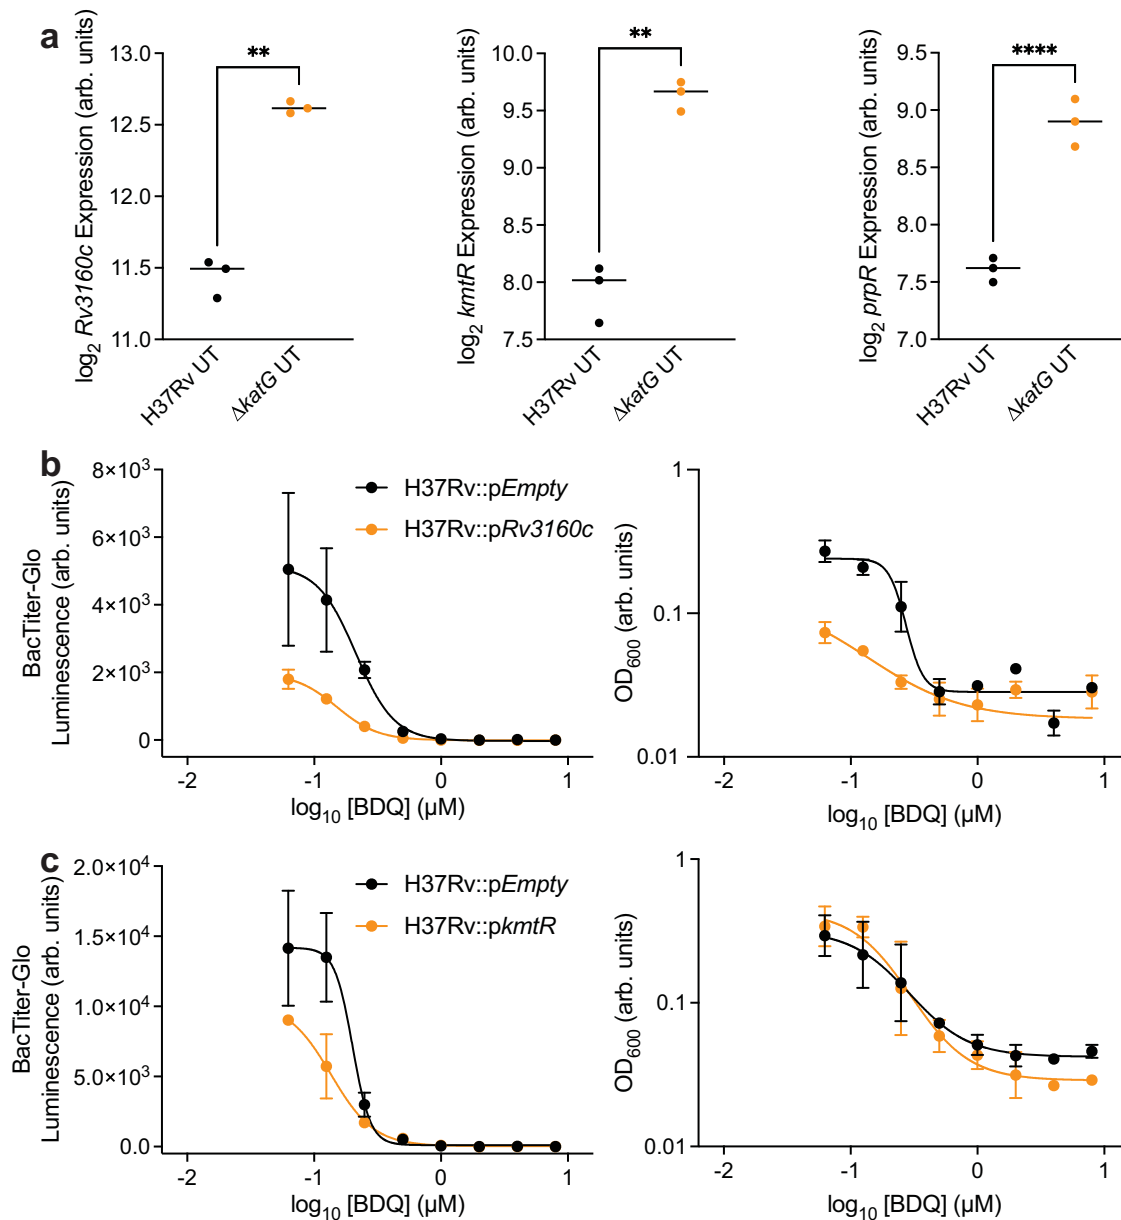 a
log₂ Rv3160c Expression (arb. units)
13.0
12.5
12.0
11.5
11.0
**
H37Rv UT
ΔkatG UT
log₂ kmtR Expression (arb. units)
10.0
9.5
9.0
8.5
8.0
7.5
**
H37Rv UT
ΔkatG UT
log₂ prpR Expression (arb. units)
9.5
9.0
8.5
8.0
7.5
7.0
****
H37Rv UT
ΔkatG UT
b
BacTiter-Glo
Luminescence (arb. units)
8×10³
6×10³
4×10³
2×10³
0
-2
-1
0
1
log₁₀ [BDQ] (µM)
H37Rv::pEmpty
H37Rv::pRv3160c
OD₆₀₀ (arb. units)
1
0.1
0.01
-2
-1
0
1
log₁₀ [BDQ] (µM)
c
BacTiter-Glo
Luminescence (arb. units)
2.0×10⁴
1.5×10⁴
1.0×10⁴
5.0×10³
0.0
-2
-1
0
1
log₁₀ [BDQ] (µM)
H37Rv::pEmpty
H37Rv::pkmtR
OD₆₀₀ (arb. units)
1
0.1
0.01
-2
-1
0
1
log₁₀ [BDQ] (µM)